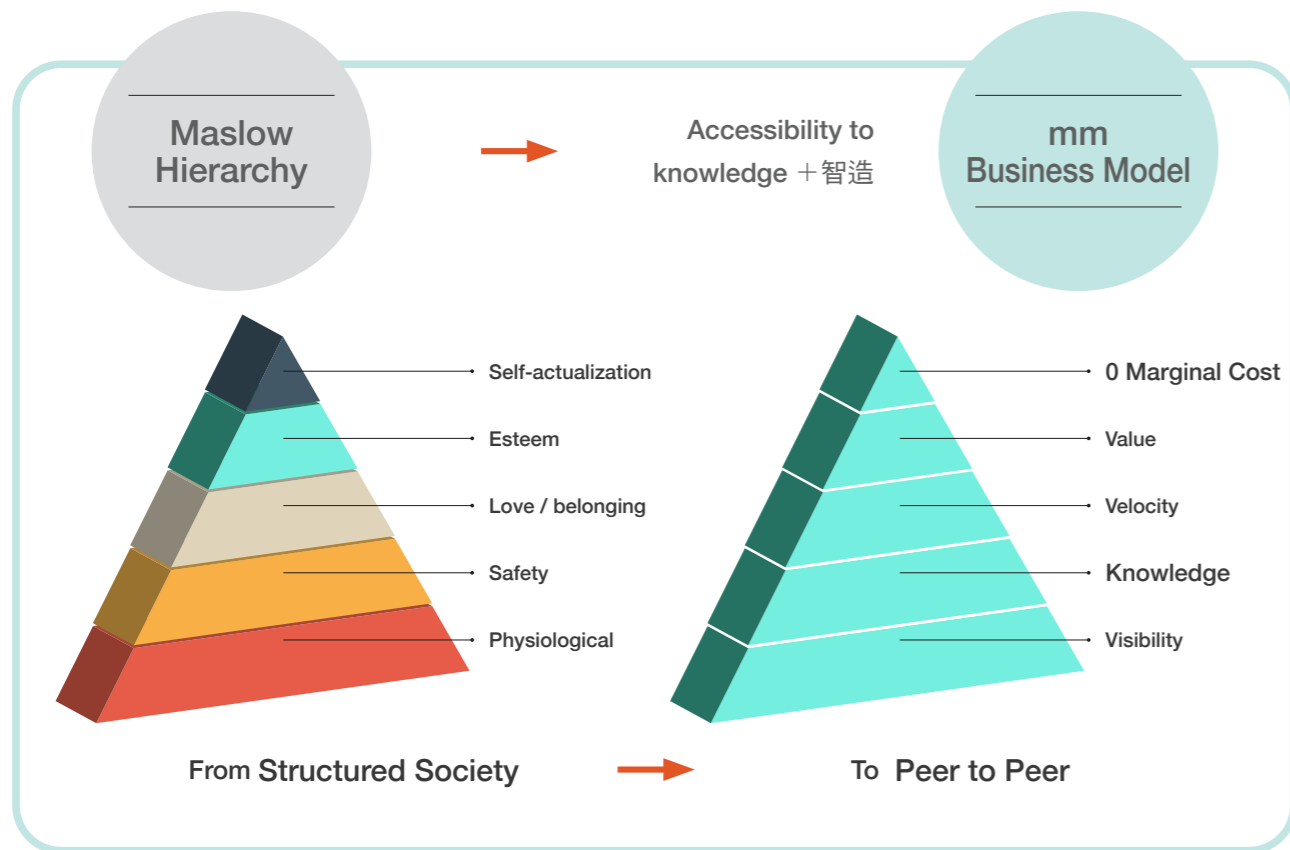 Maslow
Hierarchy
Accessibility to
knowledge ＋智造
mm
Business Model
Self-actualization
Esteem
Love / belonging
Safety
Physiological
0 Marginal Cost
Value
Velocity
Knowledge
Visibility
From Structured Society
To Peer to Peer